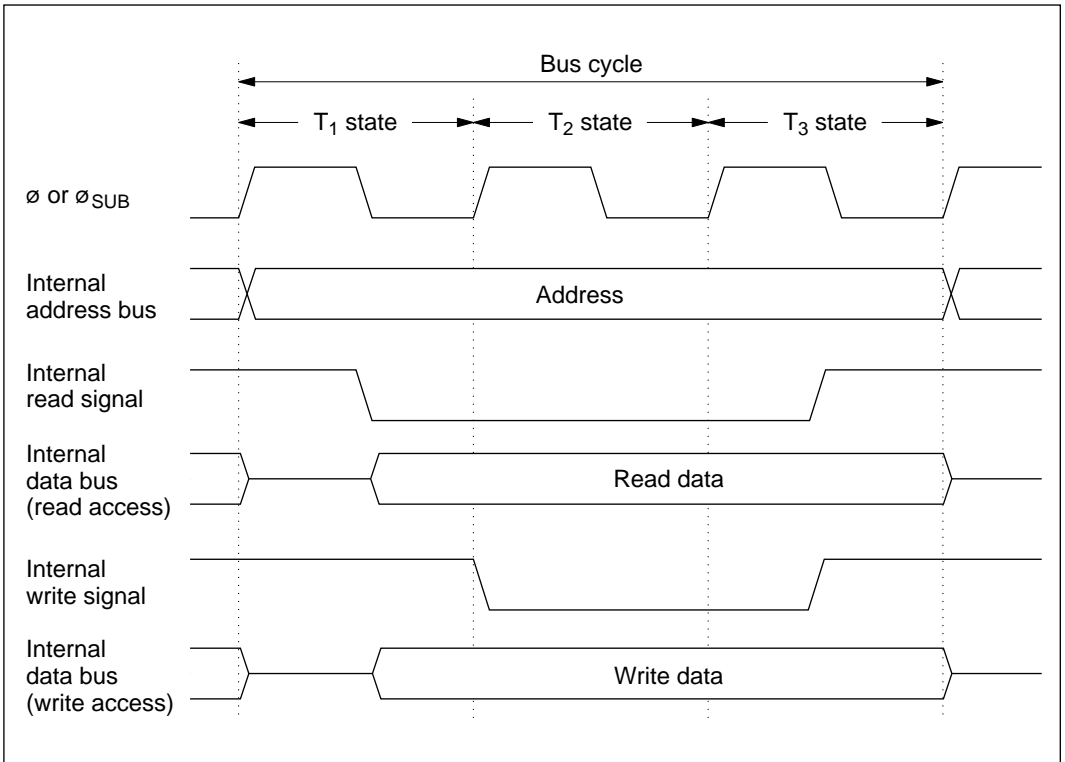 Bus cycle
T₁ state
T₂ state
T₃ state
ø or ø SUB
Internal
address bus
Address
Internal
read signal
Internal
data bus
(read access)
Read data
Internal
write signal
Internal
data bus
(write access)
Write data